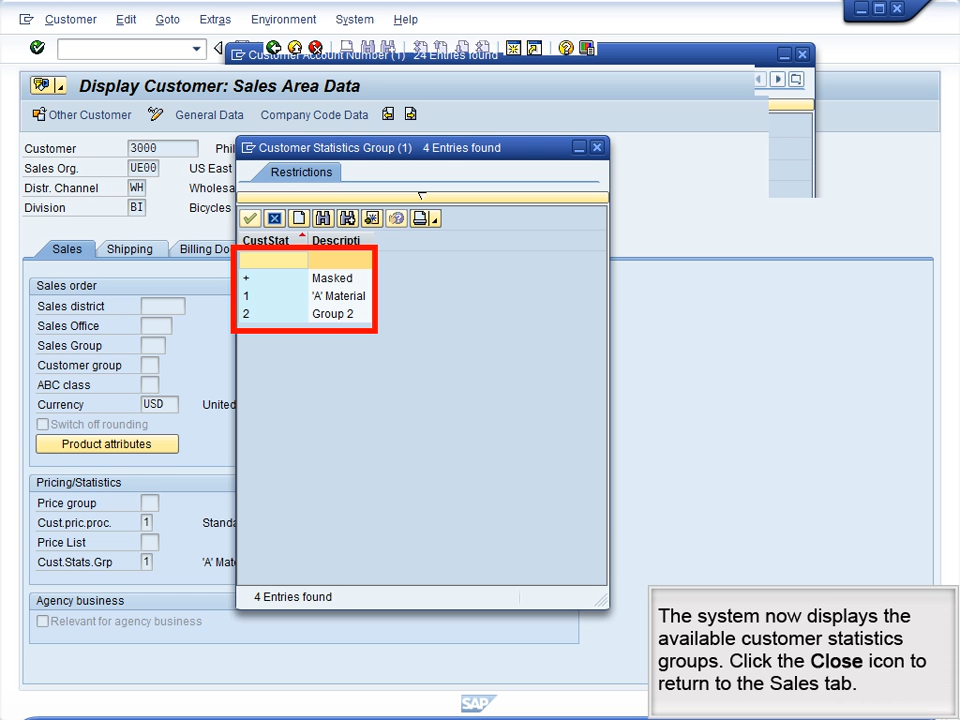 Customer Edit Goto Extras Environment System Help
Customer Account Number (1) 24 Entries found
Display Customer: Sales Area Data
Other Customer General Data Company Code Data
Customer 3000 Phil
Sales Org. UE00 US East
Distr. Channel WH Wholesa
Division BI Bicycles
Customer Statistics Group (1) 4 Entries found
Restrictions
CustStat Descripti
+ Masked
1 'A' Material
2 Group 2
4 Entries found
Sales Shipping Billing Do
Sales order
Sales district
Sales Office
Sales Group
Customer group
ABC class
Currency USD United
Switch off rounding
Product attributes
Pricing/Statistics
Price group
Cust.pric.proc. 1 Standa
Price List
Cust.Stats.Grp 1 'A' Mate
Agency business
Relevant for agency business
The system now displays the
available customer statistics
groups. Click the Close icon to
return to the Sales tab.
SAP